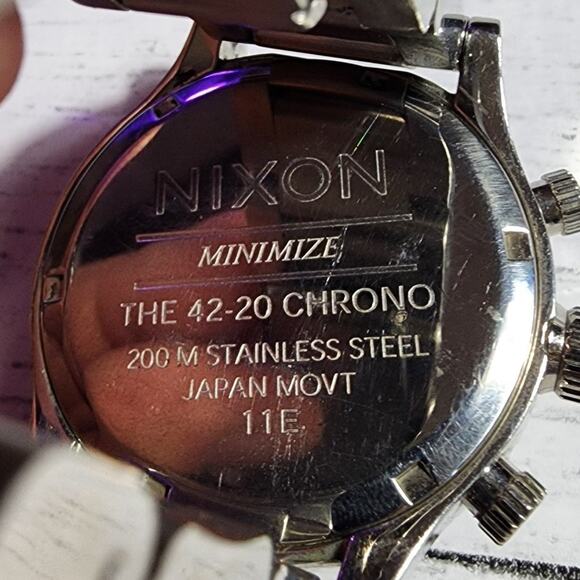 NIXON
MINIMIZE
THE 42-20 CHRONO
200 M STAINLESS STEEL
JAPAN MOVT
11E